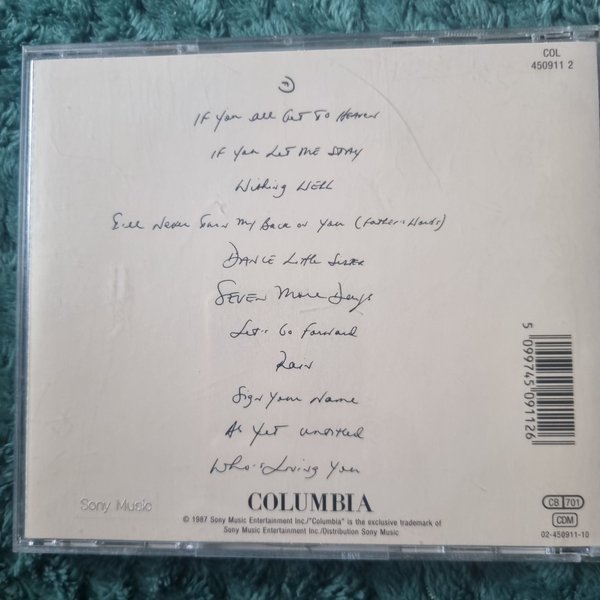 COL
450911 2
If You All Get To Heaven
If You Let Me Stay
Wishing Well
I'll Never Turn My Back on You (Father's Words)
Dance Little Sister
Seven More Days
Let's Go Forward
Rain
Sign Your Name
As Yet Untitled
Who's Loving You
5 099745 091126
Sony Music
COLUMBIA
© 1987 Sony Music Entertainment Inc./"Columbia" is the exclusive trademark of
Sony Music Entertainment Inc./Distribution Sony Music
CB 701
CDM
02-450911-10